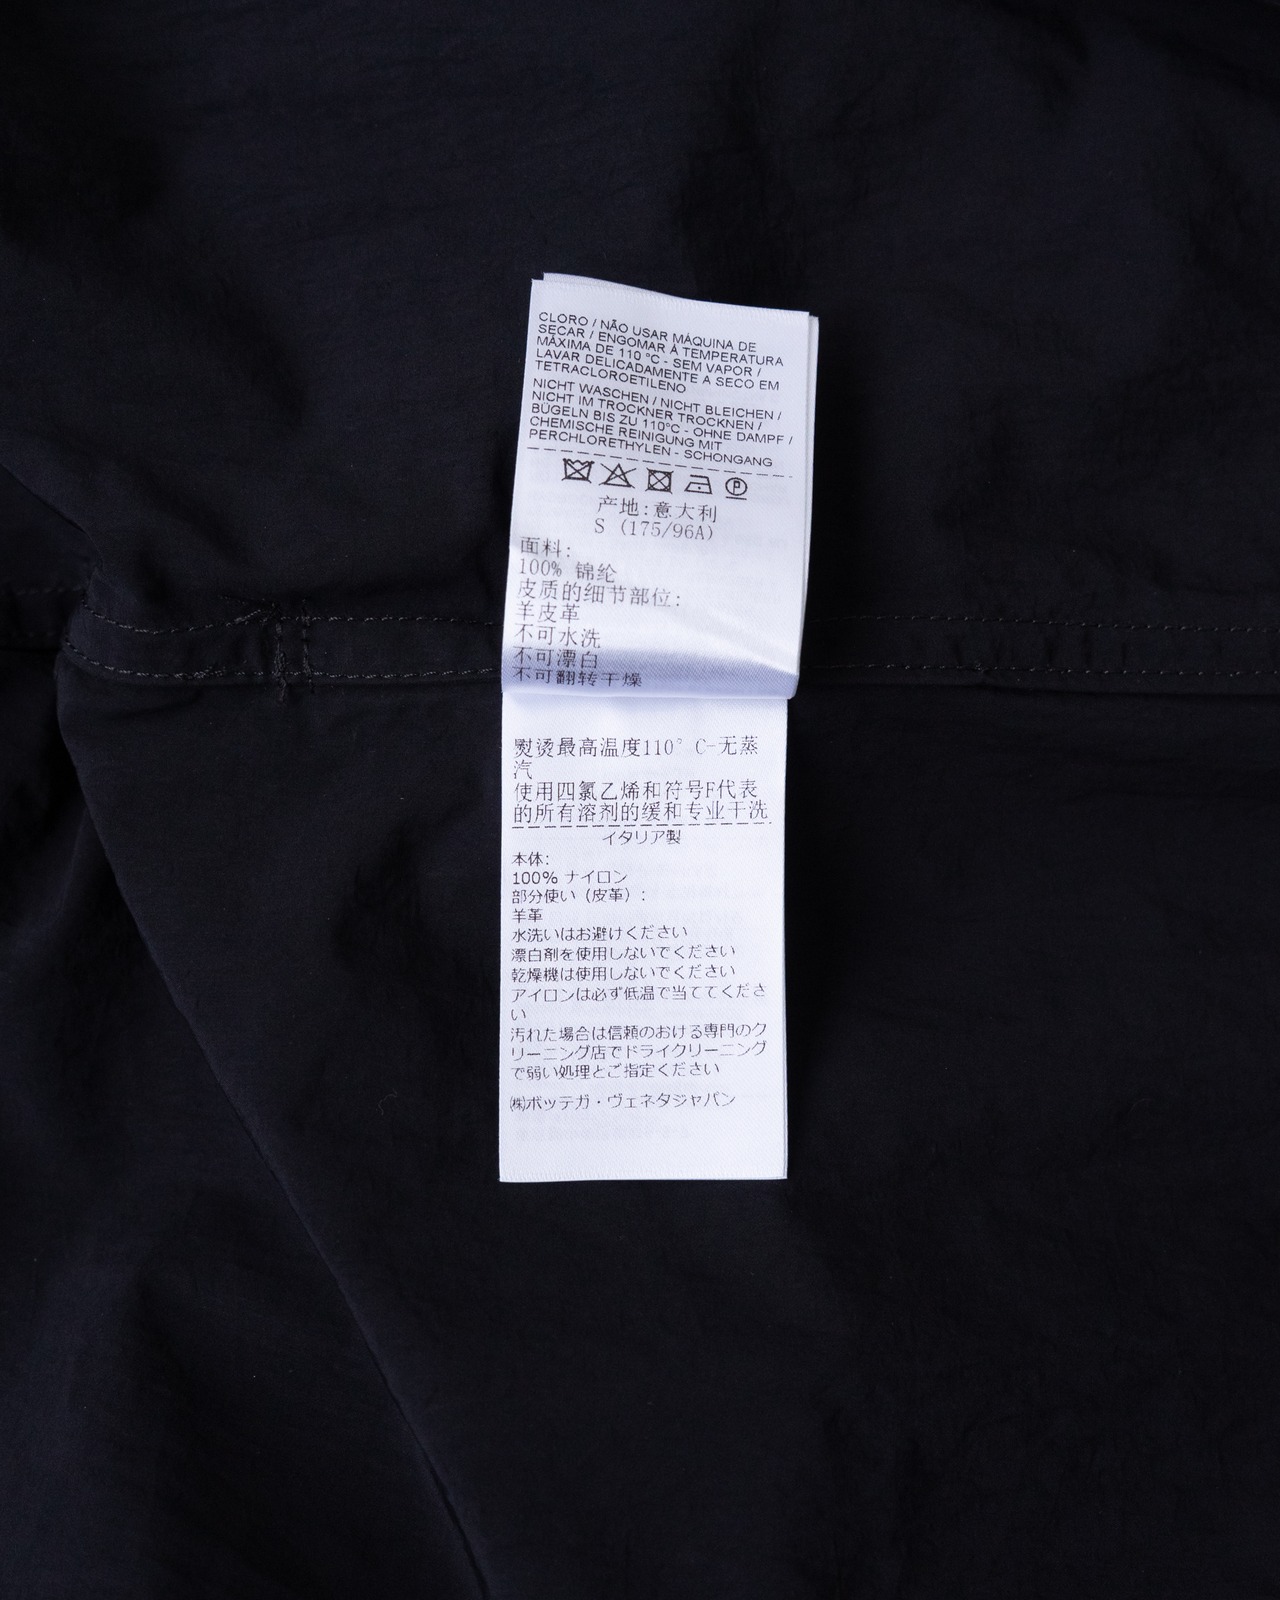 CLORO / NÃO USAR MÁQUINA DE
SECAR / ENGOMAR À TEMPERATURA
MÁXIMA DE 110 °C - SEM VAPOR /
LAVAR DELICADAMENTE A SECO EM
TETRACLOROETILENO
NICHT WASCHEN / NICHT BLEICHEN /
NICHT IM TROCKNER TROCKNEN /
BÜGELN BIS ZU 110°C - OHNE DAMPF /
CHEMISCHE REINIGUNG MIT
PERCHLORETHYLEN - SCHONGANG
P
产地:意大利
S (175/96A)
面料:
100% 锦纶
皮质的细节部位:
羊皮革
不可水洗
不可漂白
不可翻转干燥
熨烫最高温度110° C-无蒸
汽
使用四氯乙烯和符号F代表
的所有溶剂的缓和专业干洗
イタリア製
本体:
100% ナイロン
部分使い（皮革）:
羊革
水洗いはお避けください
漂白剤を使用しないでください
乾燥機は使用しないでください
アイロンは必ず低温で当ててくださ
い
汚れた場合は信頼のおける専門のク
リーニング店でドライクリーニング
で弱い処理とご指定ください
㈱ボッテガ・ヴェネタジャパン